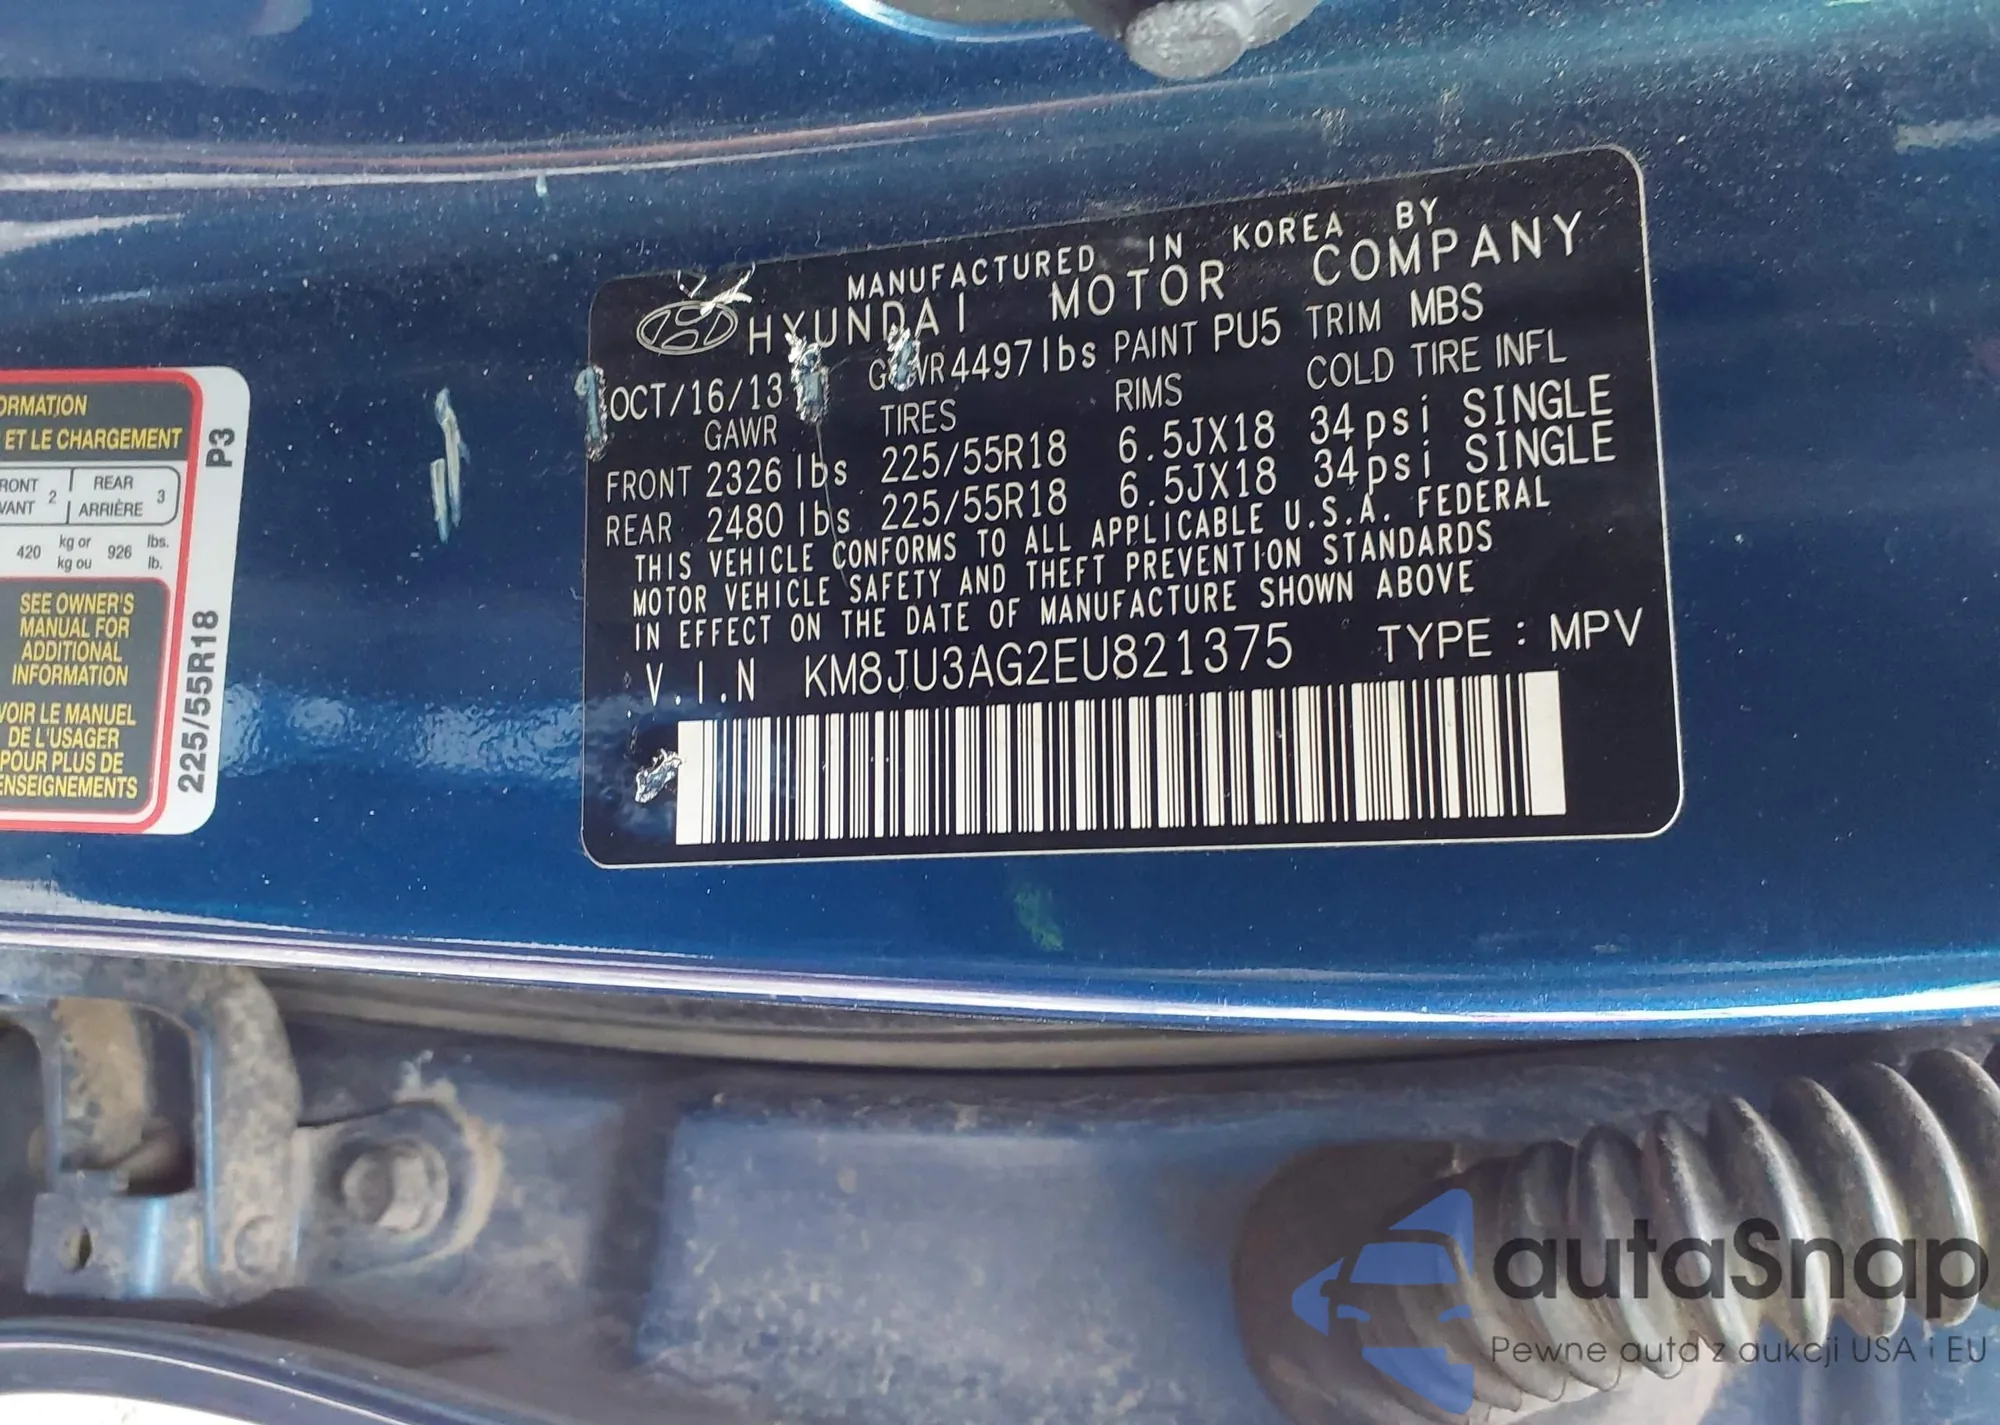 ORMATION
ET LE CHARGEMENT
P3
RONT
VANT 2
REAR
ARRIÈRE 3
420 kg or 926 lbs.
kg ou lb.
SEE OWNER'S
MANUAL FOR
ADDITIONAL
INFORMATION
VOIR LE MANUEL
DE L'USAGER
POUR PLUS DE
ENSEIGNEMENTS
225/55R18
MANUFACTURED IN KOREA BY
HYUNDAI MOTOR COMPANY
OCT/16/13 GVWR 4497lbs PAINT PU5 TRIM MBS
GAWR TIRES RIMS COLD TIRE INFL
FRONT 2326 lbs 225/55R18 6.5JX18 34psi SINGLE
REAR 2480 lbs 225/55R18 6.5JX18 34psi SINGLE
THIS VEHICLE CONFORMS TO ALL APPLICABLE U.S.A. FEDERAL
MOTOR VEHICLE SAFETY AND THEFT PREVENTION STANDARDS
IN EFFECT ON THE DATE OF MANUFACTURE SHOWN ABOVE
V.I.N KM8JU3AG2EU821375 TYPE : MPV
autaSnap
Pewne auta z aukcji USA i EU